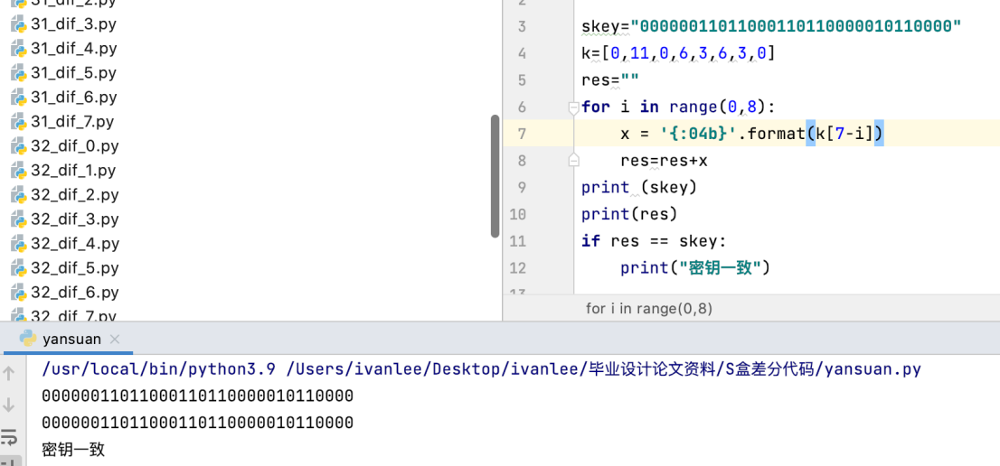 31_dif_2.py
31_dif_3.py
31_dif_4.py
31_dif_5.py
31_dif_6.py
31_dif_7.py
32_dif_0.py
32_dif_1.py
32_dif_2.py
32_dif_3.py
32_dif_4.py
32_dif_5.py
32_dif_6.py
32_dif_7.py
2
3 skey="00000011011000110110000010110000"
4 k=[0,11,0,6,3,6,3,0]
5 res=""
6 for i in range(0,8):
7 x = '{:04b}'.format(k[7-i])
8 res=res+x
9 print (skey)
10 print(res)
11 if res == skey:
12 print("密钥一致")
13
for i in range(0,8)
yansuan
/usr/local/bin/python3.9 /Users/ivanlee/Desktop/ivanlee/毕业设计论文资料/S盒差分代码/yansuan.py
00000011011000110110000010110000
00000011011000110110000010110000
密钥一致